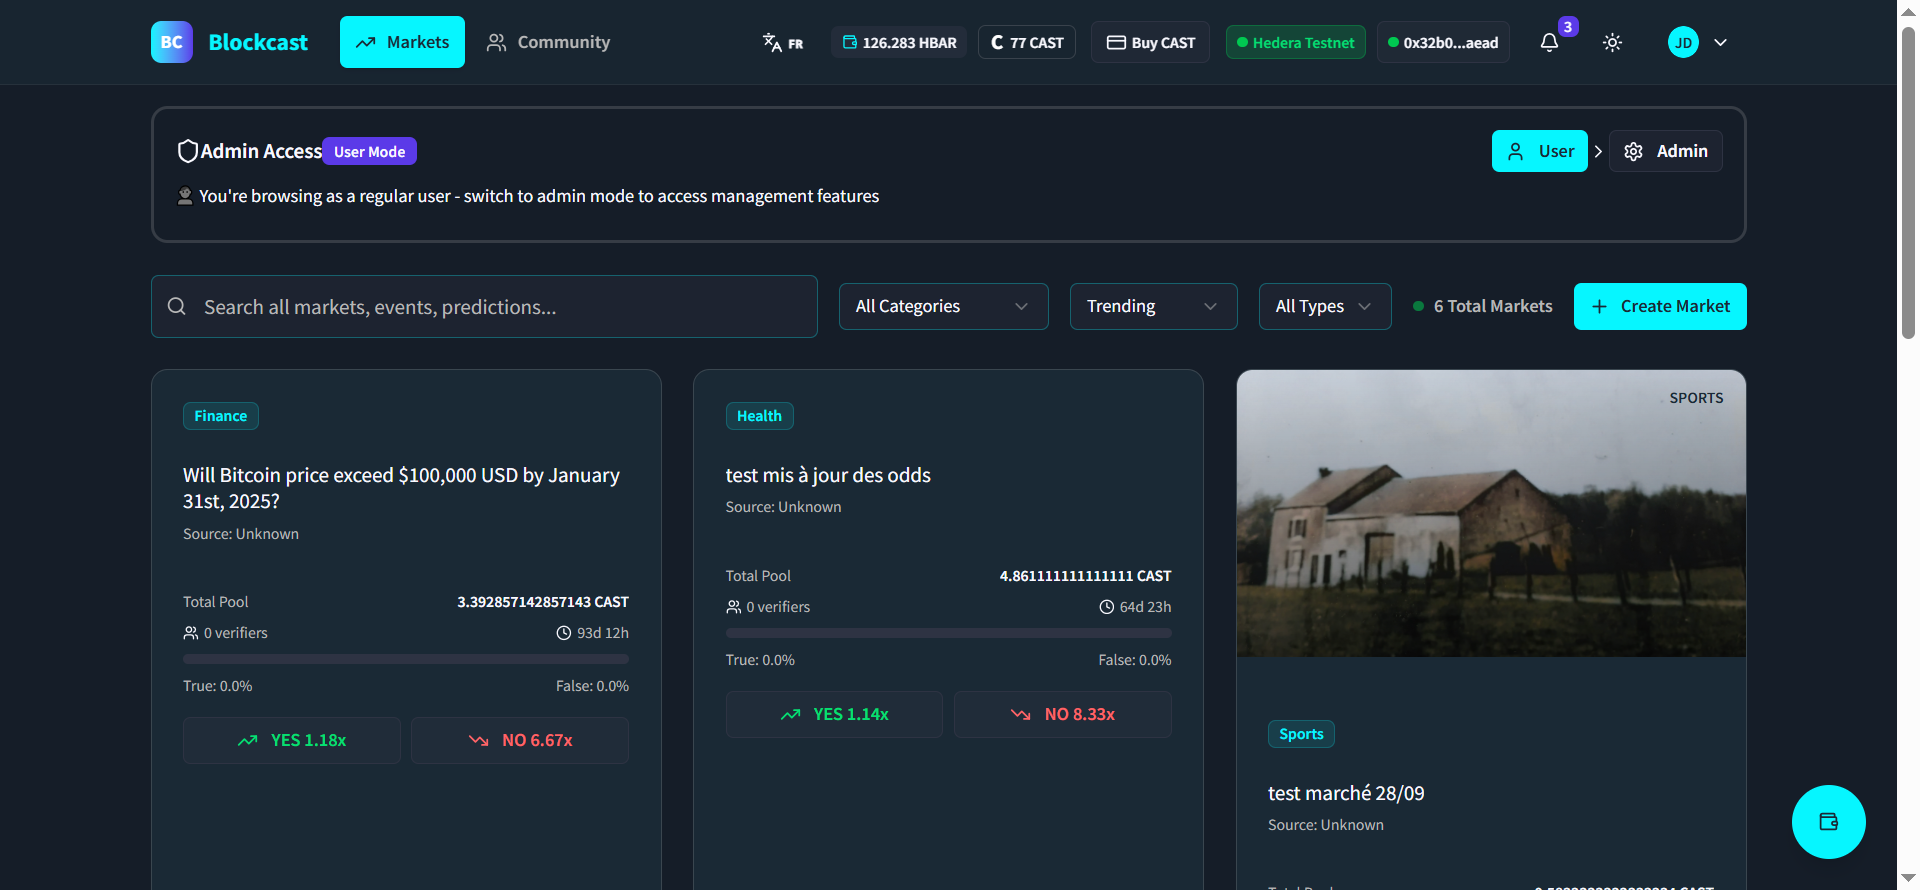 BC Blockcast Markets Community FR 126.283 HBAR C 77 CAST Buy CAST Hedera Testnet 0x32b0...aead 3 JD
Admin Access User Mode User Admin
You're browsing as a regular user - switch to admin mode to access management features
Search all markets, events, predictions... All Categories Trending All Types 6 Total Markets Create Market
Finance
Will Bitcoin price exceed $100,000 USD by January
31st, 2025?
Source: Unknown
Total Pool 3.392857142857143 CAST
0 verifiers 93d 12h
True: 0.0% False: 0.0%
YES 1.18x NO 6.67x
Health
test mis à jour des odds
Source: Unknown
Total Pool 4.861111111111111 CAST
0 verifiers 64d 23h
True: 0.0% False: 0.0%
YES 1.14x NO 8.33x
SPORTS
Sports
test marché 28/09
Source: Unknown